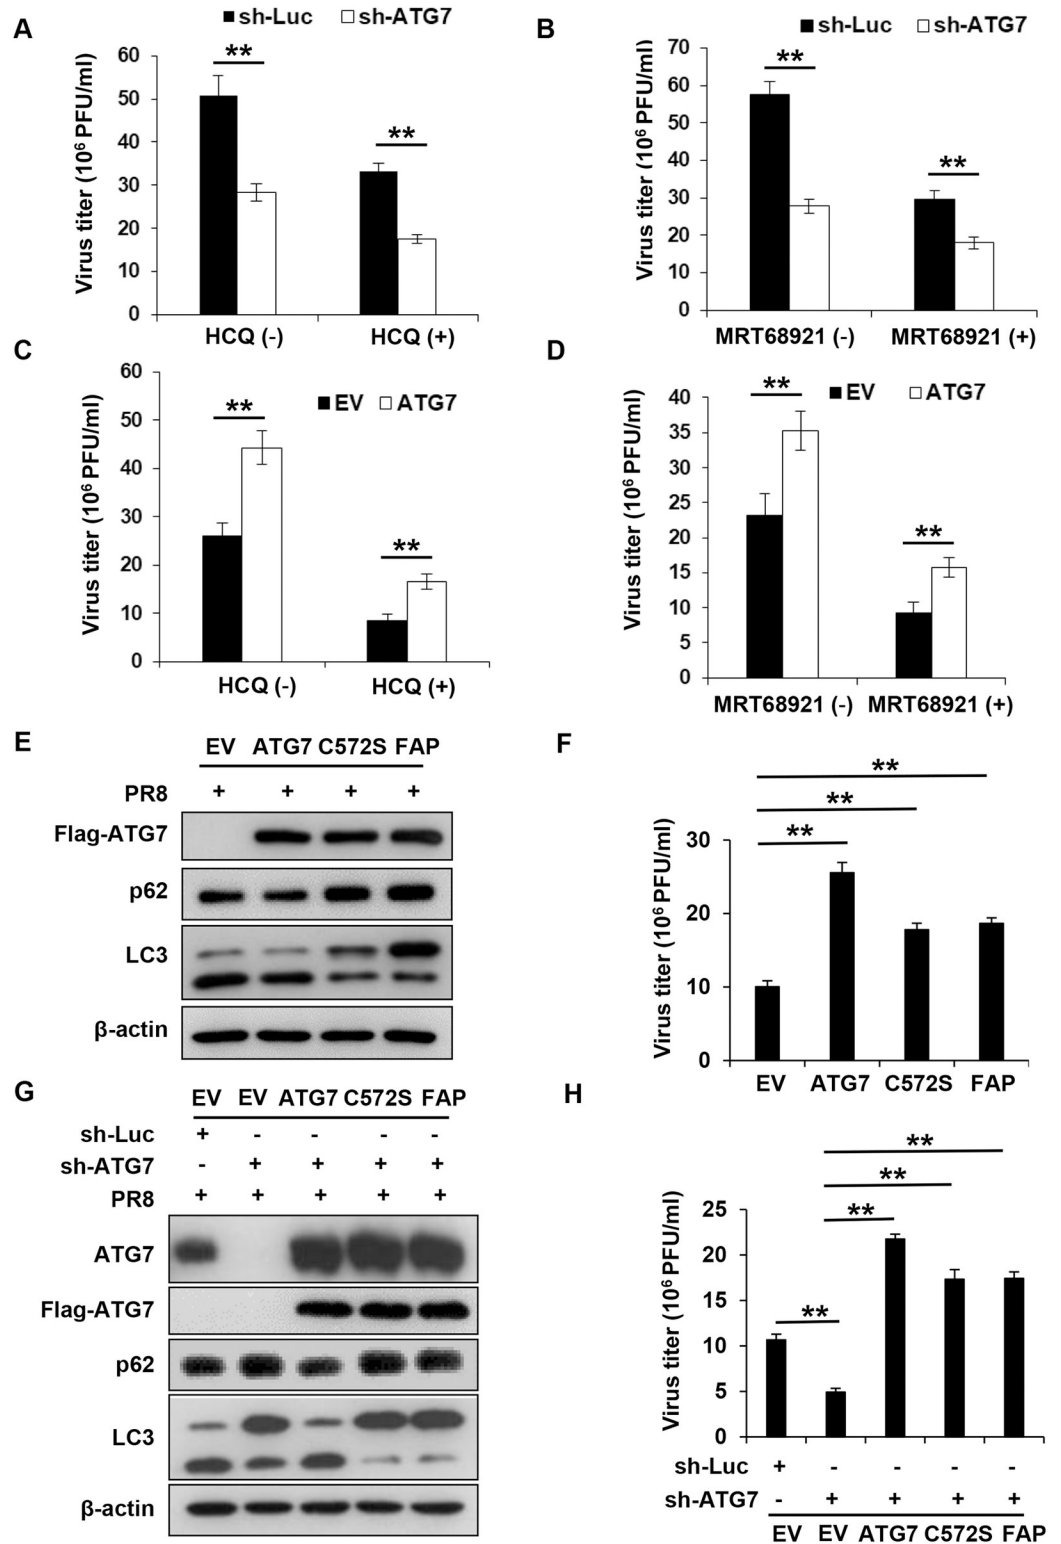 A
■ sh-Luc □ sh-ATG7
**
**
Virus titer (10⁶ PFU/ml)
60
50
40
30
20
10
0
HCQ (-) HCQ (+)
B
■ sh-Luc □ sh-ATG7
**
**
Virus titer (10⁶ PFU/ml)
70
60
50
40
30
20
10
0
MRT68921 (-) MRT68921 (+)
C
■ EV □ ATG7
**
**
Virus titer (10⁶ PFU/ml)
60
50
40
30
20
10
0
HCQ (-) HCQ (+)
D
■ EV □ ATG7
**
**
Virus titer (10⁶ PFU/ml)
40
35
30
25
20
15
10
5
0
MRT68921 (-) MRT68921 (+)
E
EV ATG7 C572S FAP
PR8 + + + +
Flag-ATG7
p62
LC3
β-actin
F
**
**
**
Virus titer (10⁶ PFU/ml)
30
20
10
0
EV ATG7 C572S FAP
G
EV EV ATG7 C572S FAP
sh-Luc + - - - -
sh-ATG7 - + + + +
PR8 + + + + +
ATG7
Flag-ATG7
p62
LC3
β-actin
H
**
**
**
**
Virus titer (10⁶ PFU/ml)
25
20
15
10
5
0
sh-Luc + - - - -
sh-ATG7 - + + + +
EV EV ATG7 C572S FAP